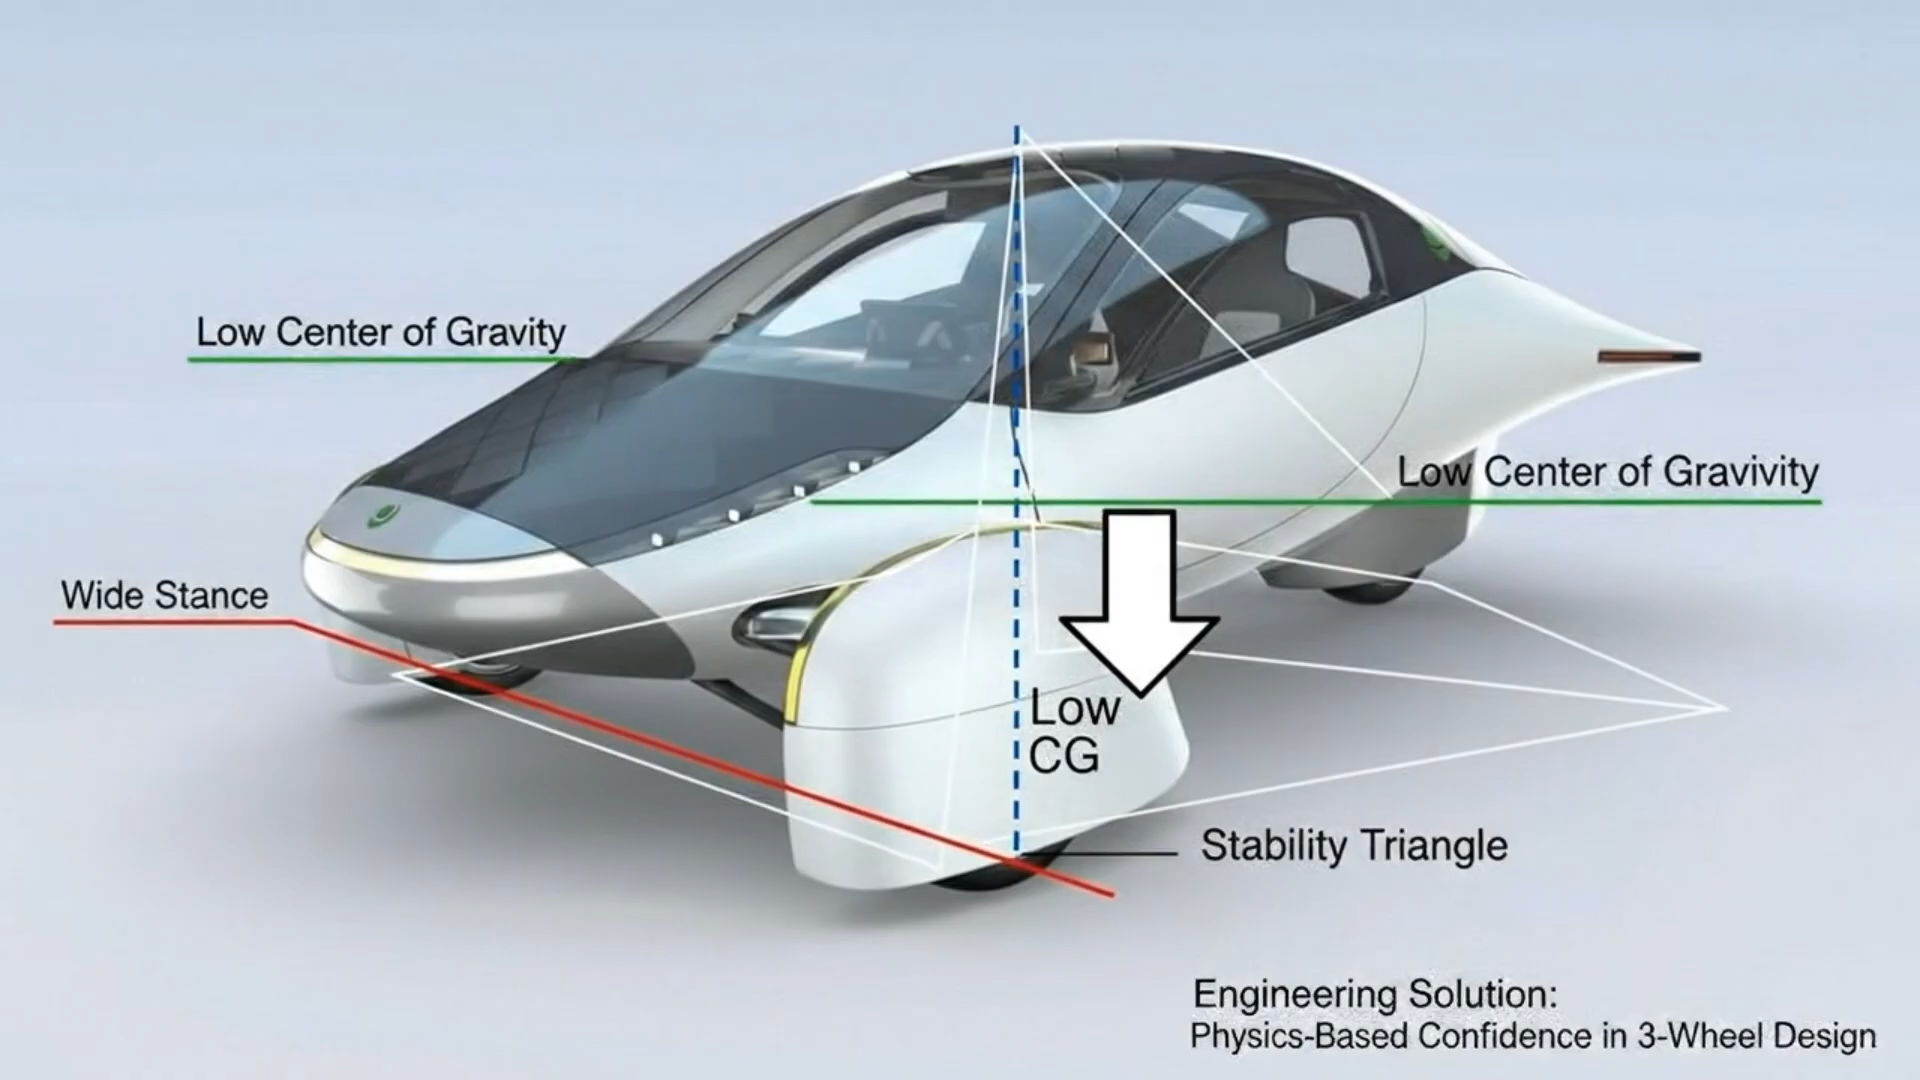 Low Center of Gravity
Low Center of Gravivity
Wide Stance
Low
CG
Stability Triangle
Engineering Solution:
Physics-Based Confidence in 3-Wheel Design